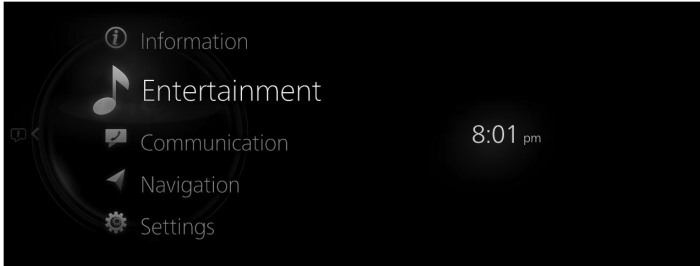 Information
Entertainment
Communication
8:01 pm
Navigation
Settings